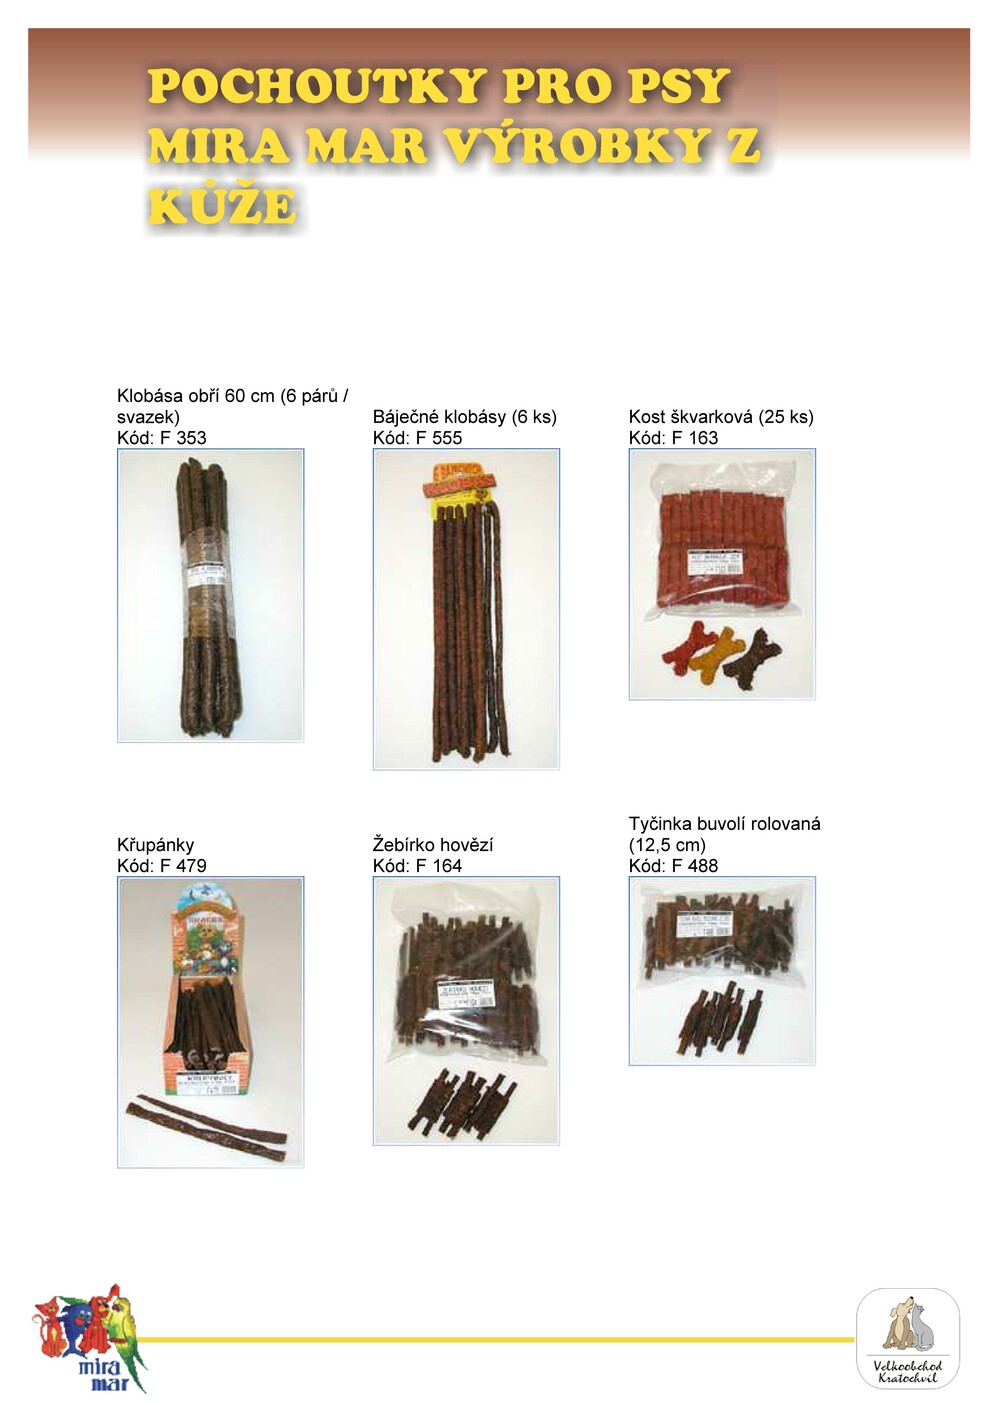 POCHOUTKY PRO PSY
MIRA MAR VÝROBKY Z
KŮŽE
Klobása obří 60 cm (6 párů /
svazek)
Kód: F 353
Báječné klobásy (6 ks)
Kód: F 555
Kost škvarková (25 ks)
Kód: F 163
Křupánky
Kód: F 479
Žebírko hovězí
Kód: F 164
Tyčinka buvolí rolovaná
(12,5 cm)
Kód: F 488
mira
mar
Velkoobchod
Kratochvíl